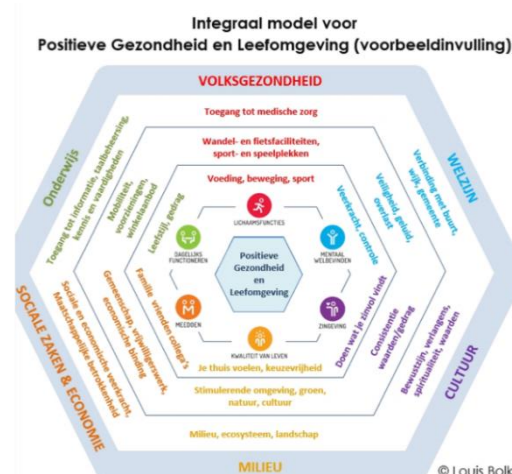 Integraal model voor
Positieve Gezondheid en Leefomgeving (voorbeeldinvulling)
VOLKSGEZONDHEID
Toegang tot medische zorg
Wandel- en fietsfaciliteiten,
sport- en speelplekken
Voeding, beweging, sport
LICHAAMSFUNCTIES
Onderwijs
Toegang tot informatie, taalbeheersing,
kennis en vaardigheden
Mobiliteit,
voorzieningen,
winkelaanbod
Leefstijl, gedrag
DAGELIJKS
FUNCTIONEREN
WELZIJN
Verbinding met buurt,
wijk, gemeente
Veiligheid, geluid,
overlast
Veerkracht, controle
MENTAAL
WELBEVINDEN
Positieve
Gezondheid
en
Leefomgeving
SOCIALE ZAKEN & ECONOMIE
Sociale en economische veerkracht,
Maatschappelijke betrokkenheid
Gemeenschap, vrijwilligerswerk,
economische binding
Familie vrienden, collega's
MEEDOEN
CULTUUR
Bewustzijn, verlangens,
spiritualiteit, waarden
Consistentie
waarden/gedrag
Doen wat je zinvol vindt
ZINGEVING
KWALITEIT VAN LEVEN
Je thuis voelen, keuzevrijheid
Stimulerende omgeving, groen,
natuur, cultuur
Milieu, ecosysteem, landschap
MILIEU
© Louis Bolk